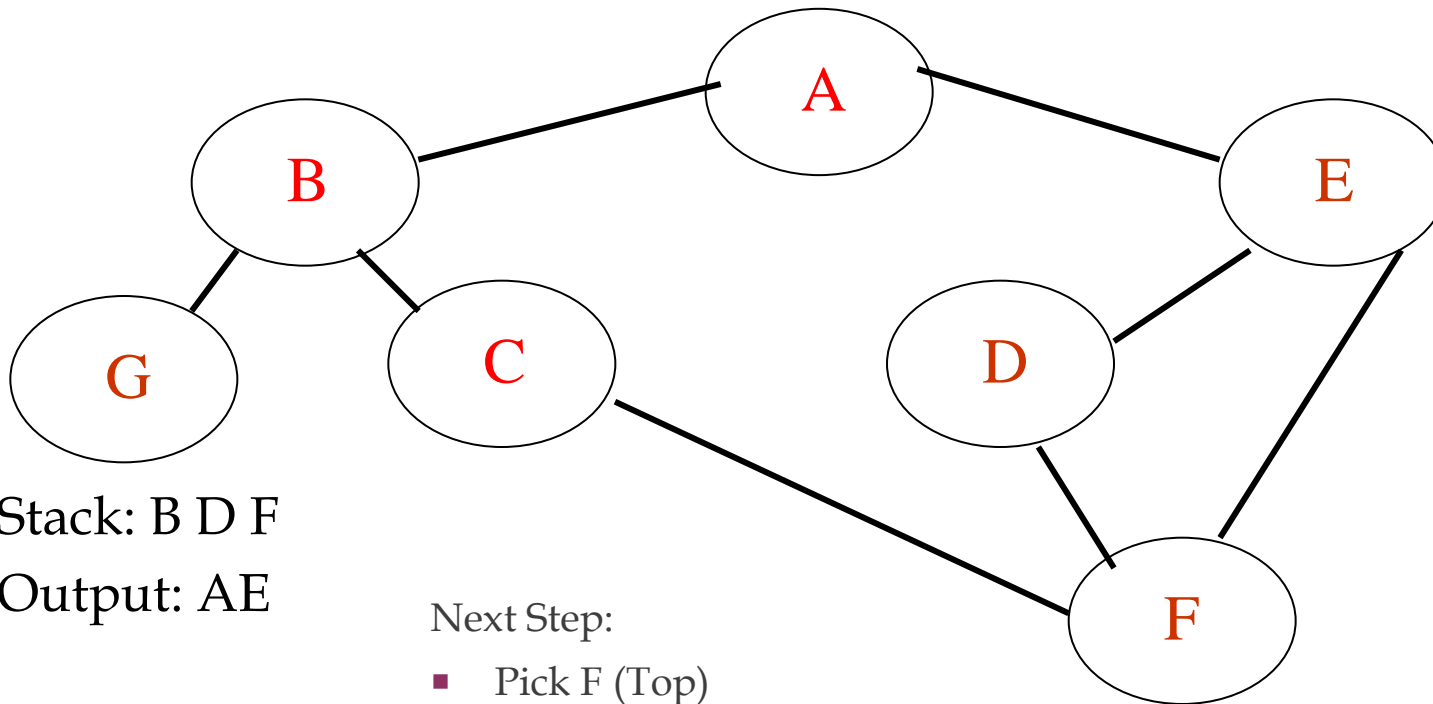 A
B
E
G
C
D
Stack: B D F
Output: AE
F
Next Step:
▪ Pick F (Top)